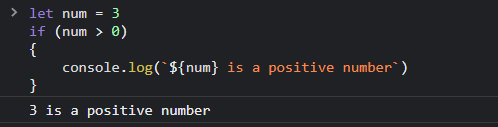 > let num = 3
if (num > 0)
{
    console.log(`${num} is a positive number`)
}
3 is a positive number